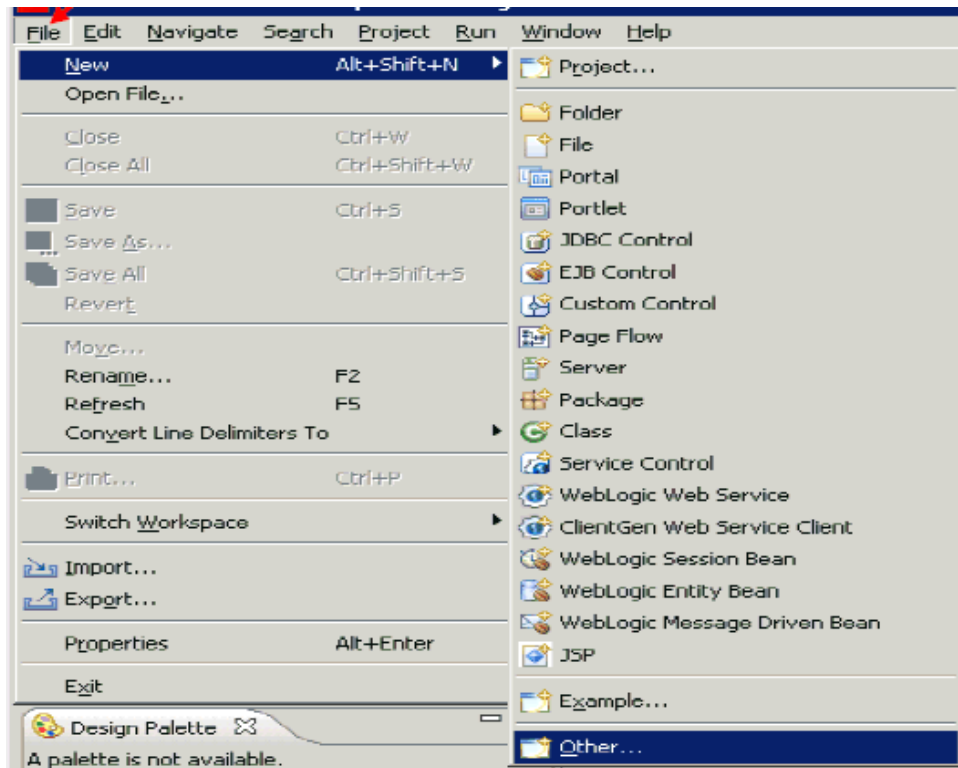 File Edit Navigate Search Project Run Window Help
New Alt+Shift+N
Open File...
Close Ctrl+W
Close All Ctrl+Shift+W
Save Ctrl+S
Save As...
Save All Ctrl+Shift+S
Revert
Move...
Rename... F2
Refresh F5
Convert Line Delimiters To
Print... Ctrl+P
Switch Workspace
Import...
Export...
Properties Alt+Enter
Exit
Project...
Folder
File
Portal
Portlet
JDBC Control
EJB Control
Custom Control
Page Flow
Server
Package
Class
Service Control
WebLogic Web Service
ClientGen Web Service Client
WebLogic Session Bean
WebLogic Entity Bean
WebLogic Message Driven Bean
JSP
Example...
Other...
Design Palette
A palette is not available.